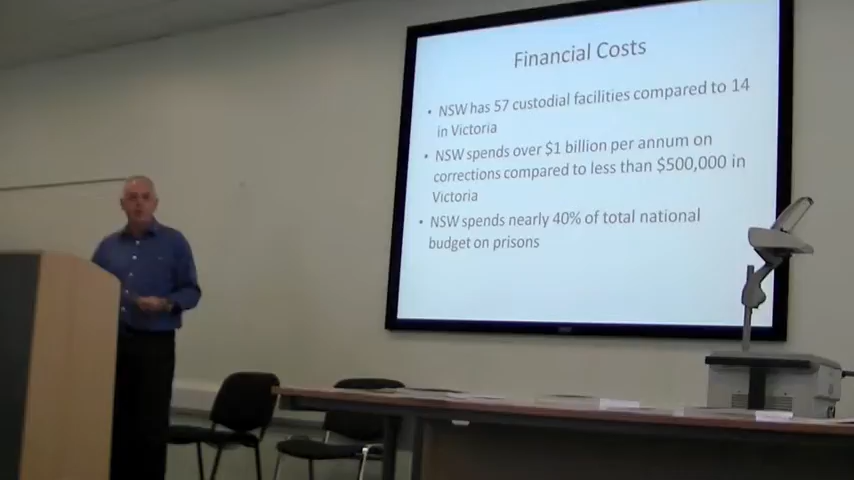 Financial Costs
• NSW has 57 custodial facilities compared to 14
in Victoria
• NSW spends over $1 billion per annum on
corrections compared to less than $500,000 in
Victoria
• NSW spends nearly 40% of total national
budget on prisons